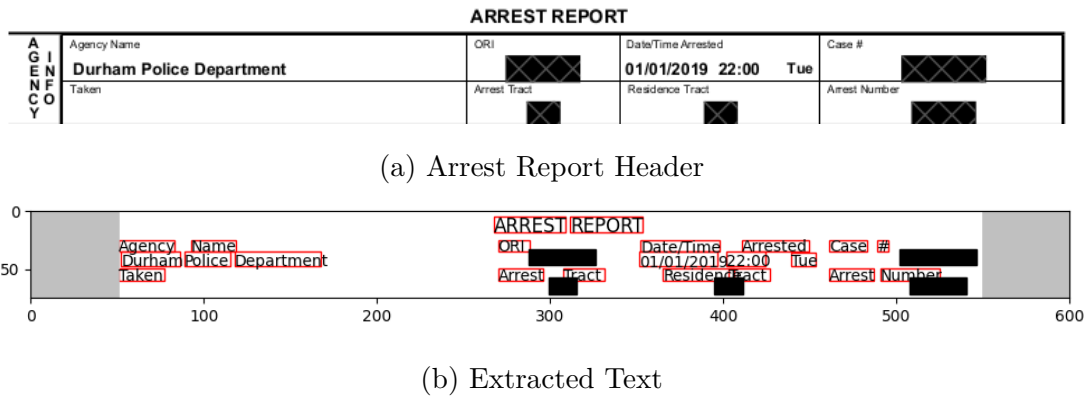 ARREST REPORT
AGENCY
INFO
Agency Name ORI Date/Time Arrested Case #
Durham Police Department 01/01/2019 22:00 Tue
Taken Arrest Tract Residence Tract Arrest Number
(a) Arrest Report Header
0
ARREST REPORT
Agency Name ORI Date/Time Arrested Case #
Durham Police Department 01/01/2019 22:00 Tue
50
Taken Arrest Tract Residence Tract Arrest Number
0 100 200 300 400 500 600
(b) Extracted Text